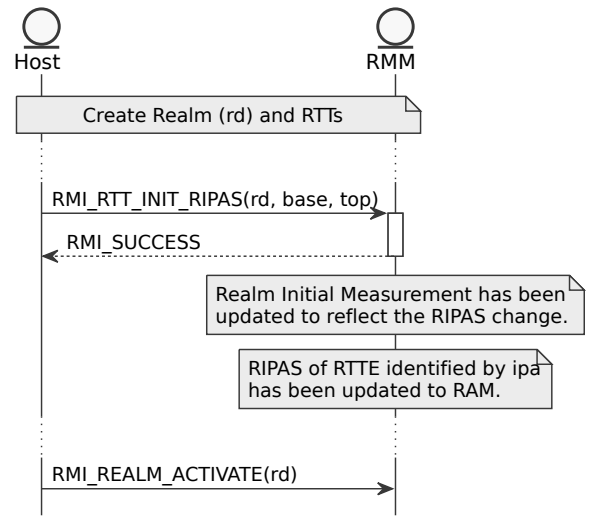 Host
RMM
Create Realm (rd) and RTTs
RMI_RTT_INIT_RIPAS(rd, base, top)
RMI_SUCCESS
Realm Initial Measurement has been
updated to reflect the RIPAS change.
RIPAS of RTTE identified by ipa
has been updated to RAM.
RMI_REALM_ACTIVATE(rd)